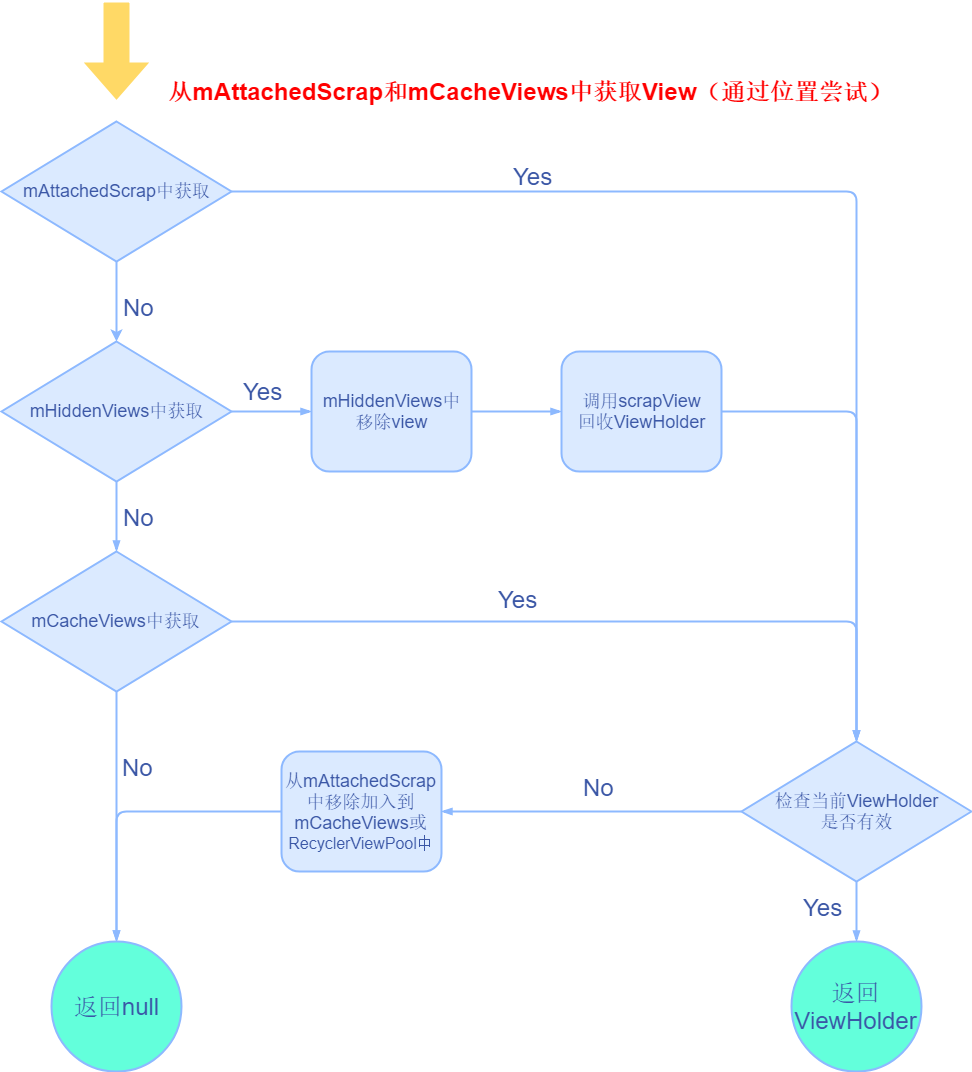 从mAttachedScrap和mCacheViews中获取View（通过位置尝试）
mAttachedScrap中获取
Yes
No
mHiddenViews中获取
Yes
mHiddenViews中
移除view
调用scrapView
回收ViewHolder
No
mCacheViews中获取
Yes
No
从mAttachedScrap
中移除加入到
mCacheViews或
RecyclerViewPool中
No
检查当前ViewHolder
是否有效
Yes
返回null
返回
ViewHolder